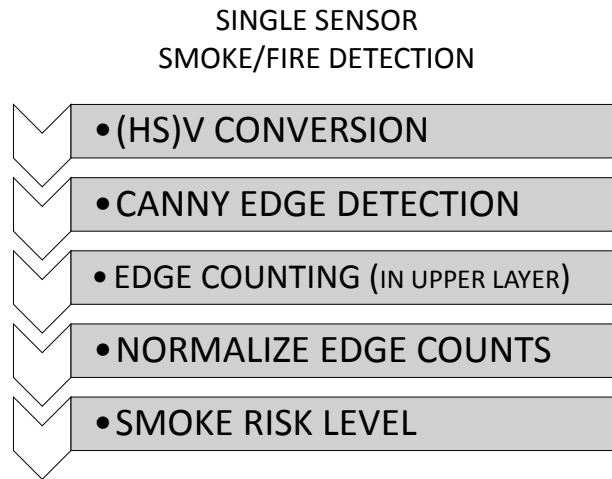 SINGLE SENSOR
SMOKE/FIRE DETECTION
•(HS)V CONVERSION
•CANNY EDGE DETECTION
•EDGE COUNTING (IN UPPER LAYER)
•NORMALIZE EDGE COUNTS
•SMOKE RISK LEVEL